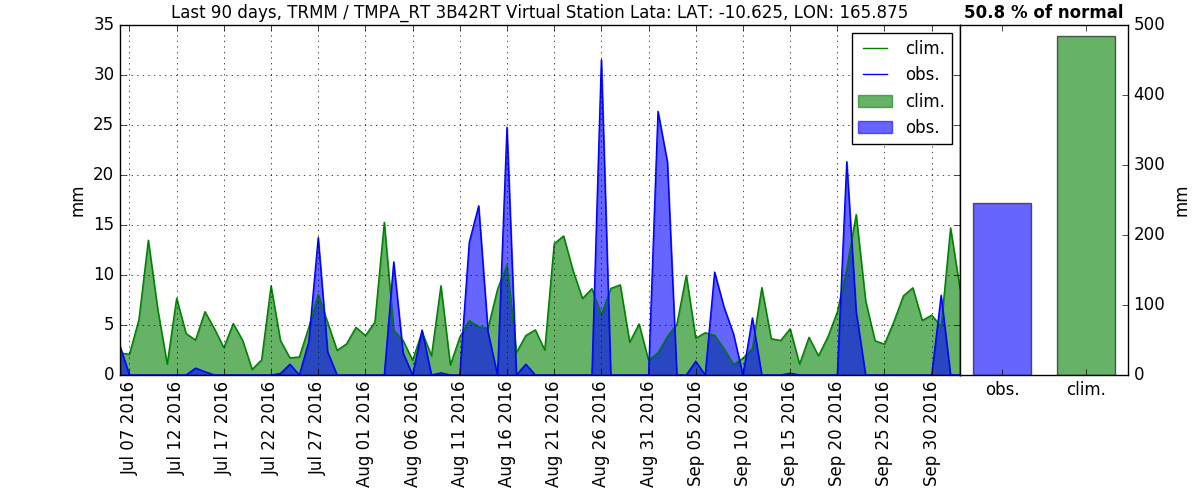 Last 90 days, TRMM / TMPA_RT 3B42RT Virtual Station Lata: LAT: -10.625, LON: 165.875
50.8 % of normal
35
30
25
20
15
10
5
0
mm
clim.
obs.
clim.
obs.
Jul 07 2016
Jul 12 2016
Jul 17 2016
Jul 22 2016
Jul 27 2016
Aug 01 2016
Aug 06 2016
Aug 11 2016
Aug 16 2016
Aug 21 2016
Aug 26 2016
Aug 31 2016
Sep 05 2016
Sep 10 2016
Sep 15 2016
Sep 20 2016
Sep 25 2016
Sep 30 2016
500
400
300
200
100
0
mm
obs.
clim.